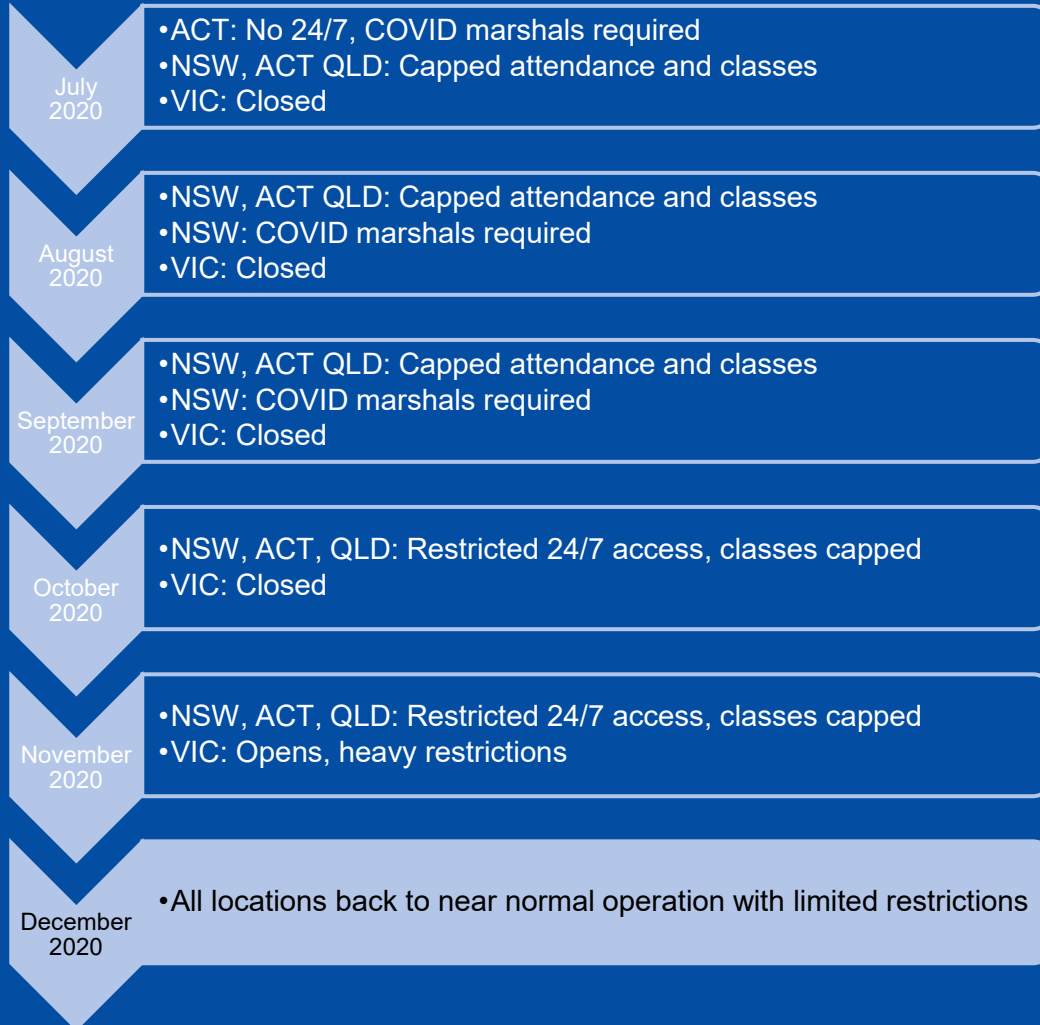 July
2020
•ACT: No 24/7, COVID marshals required
•NSW, ACT QLD: Capped attendance and classes
•VIC: Closed
August
2020
•NSW, ACT QLD: Capped attendance and classes
•NSW: COVID marshals required
•VIC: Closed
September
2020
•NSW, ACT QLD: Capped attendance and classes
•NSW: COVID marshals required
•VIC: Closed
October
2020
•NSW, ACT, QLD: Restricted 24/7 access, classes capped
•VIC: Closed
November
2020
•NSW, ACT, QLD: Restricted 24/7 access, classes capped
•VIC: Opens, heavy restrictions
December
2020
•All locations back to near normal operation with limited restrictions